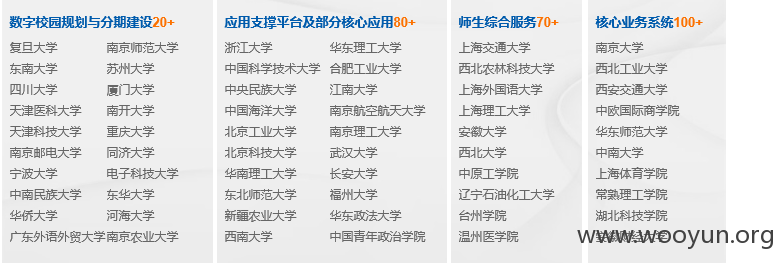 数字校园规划与分期建设20+
复旦大学 南京师范大学
东南大学 苏州大学
四川大学 厦门大学
天津医科大学 南开大学
天津科技大学 重庆大学
南京邮电大学 同济大学
宁波大学 电子科技大学
中南民族大学 东华大学
华侨大学 河海大学
广东外语外贸大学 南京农业大学
应用支撑平台及部分核心应用80+
浙江大学 华东理工大学
中国科学技术大学 合肥工业大学
中央民族大学 江南大学
中国海洋大学 南京航空航天大学
北京工业大学 南京理工大学
北京科技大学 武汉大学
华南理工大学 长安大学
东北师范大学 福州大学
新疆农业大学 华东政法大学
西南大学 中国青年政治学院
师生综合服务70+
上海交通大学
西北农林科技大学
上海外国语大学
上海理工大学
安徽大学
西北大学
中原工学院
辽宁石油化工大学
台州学院
温州医学院
核心业务系统100+
南京大学
西北工业大学
西安交通大学
中欧国际商学院
华东师范大学
中南大学
上海体育学院
常熟理工学院
湖北科技学院
安徽财经大学
www.wooyun.org